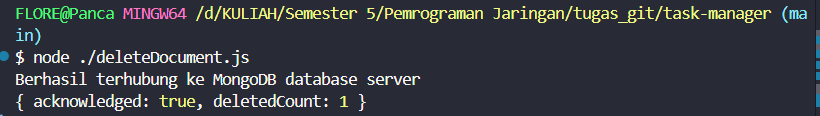 FLORE@Panca MINGW64 /d/KULIAH/Semester 5/Pemrograman Jaringan/tugas_git/task-manager (ma
in)
$ node ./deleteDocument.js
Berhasil terhubung ke MongoDB database server
{ acknowledged: true, deletedCount: 1 }